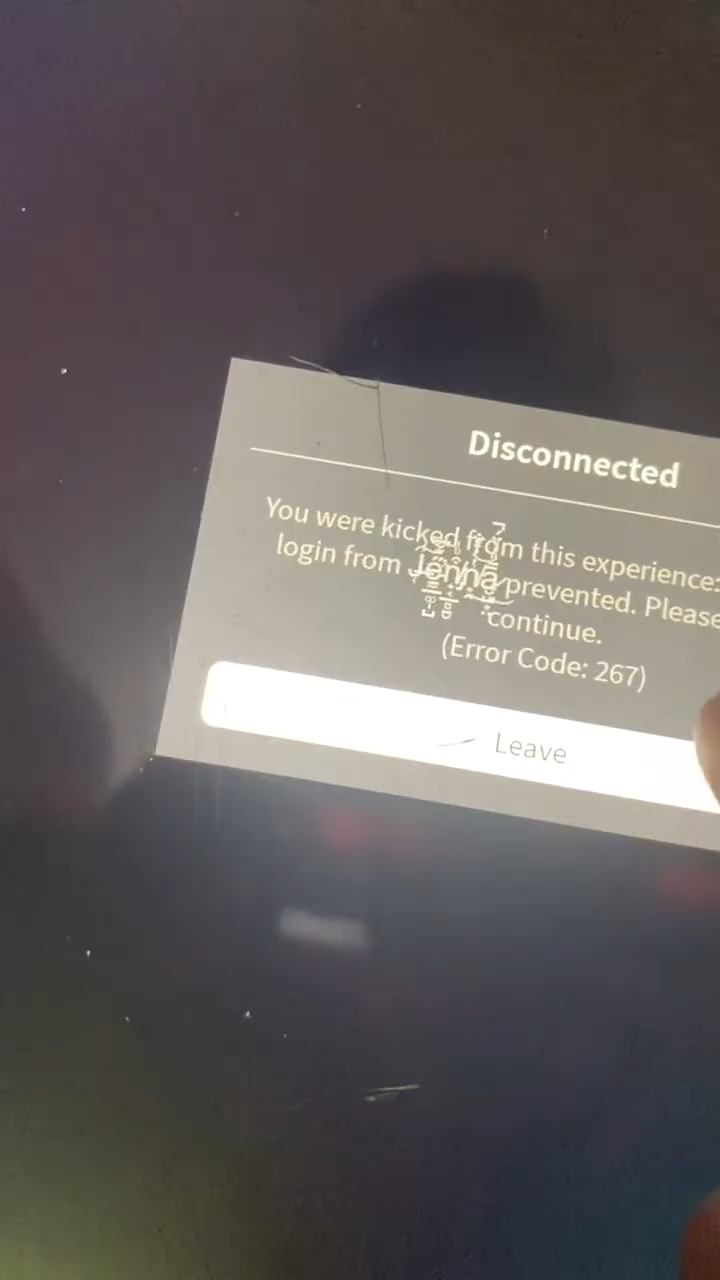 Disconnected
You were kicked from this experience:
login from Jenna prevented. Please
continue.
(Error Code: 267)
Leave